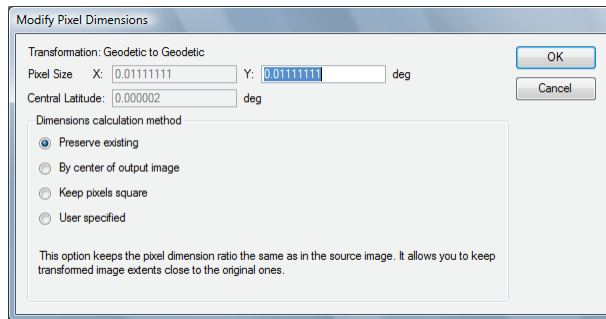 Modify Pixel Dimensions
Transformation: Geodetic to Geodetic
OK
Pixel Size X: 0.01111111 Y: 0.01111111 deg
Cancel
Central Latitude: 0.000002 deg
Dimensions calculation method
Preserve existing
By center of output image
Keep pixels square
User specified
This option keeps the pixel dimension ratio the same as in the source image. It allows you to keep
transformed image extents close to the original ones.